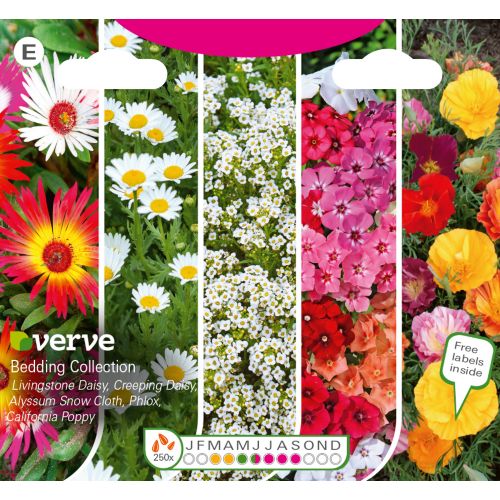 E
verve
Bedding Collection
Livingstone Daisy, Creeping Daisy,
Alyssum Snow Cloth, Phlox,
California Poppy
Free
labels
inside
250x
JFMAMJJASOND